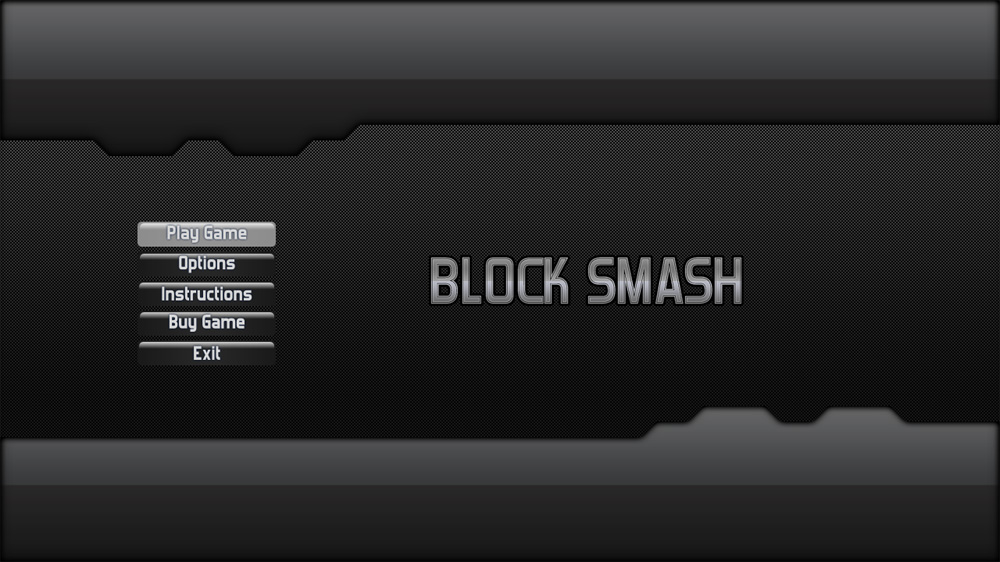 Play Game
Options
Instructions
Buy Game
Exit
BLOCK SMASH